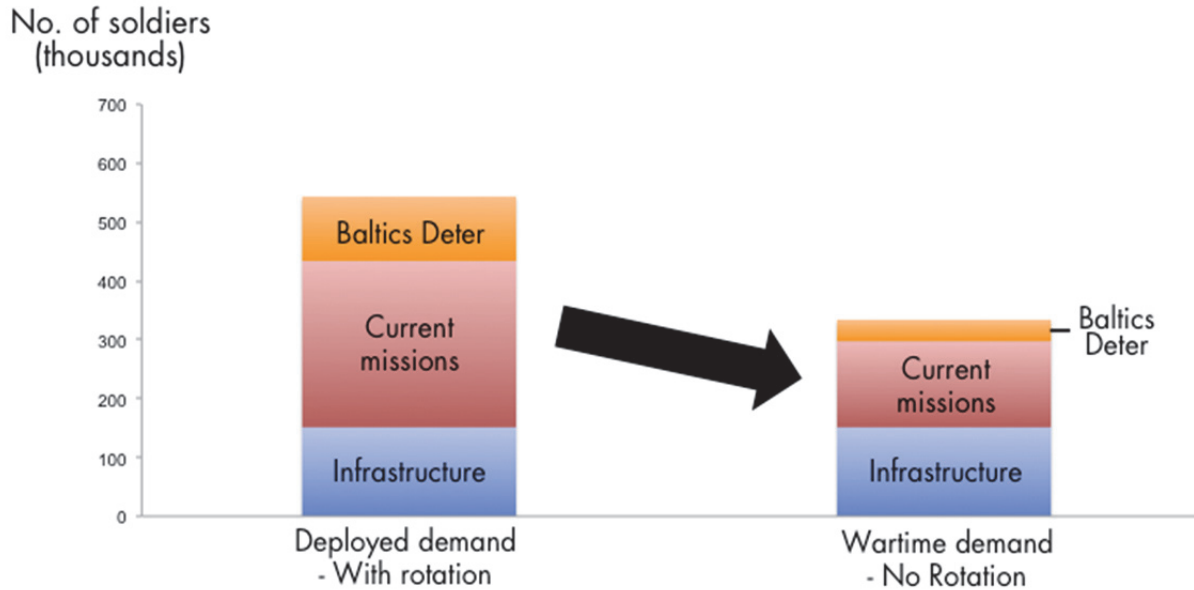 No. of soldiers
(thousands)
700
600
500
400
300
200
100
0
Baltics Deter
Current
missions
Infrastructure
Baltics
Deter
Current
missions
Infrastructure
Deployed demand
- With rotation
Wartime demand
- No Rotation